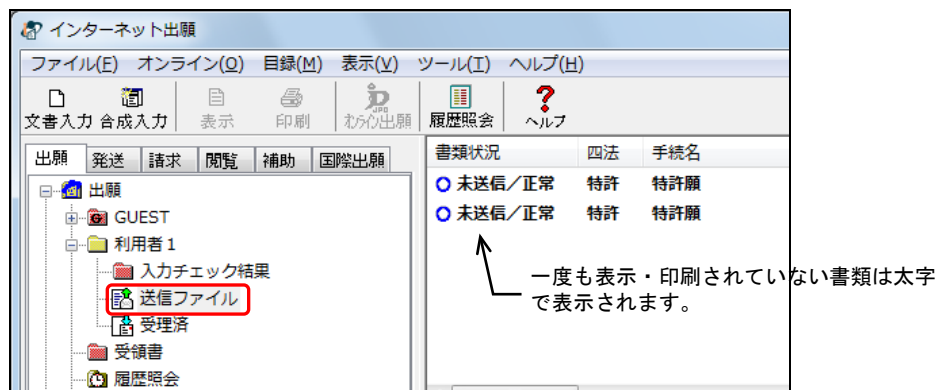 インターネット出願
ファイル(F) オンライン(O) 目録(M) 表示(V) ツール(T) ヘルプ(H)
文書入力 合成入力 表示 印刷 オンライン出願 履歴照会 ヘルプ
出願 発送 請求 閲覧 補助 国際出願
書類状況 四法 手続名
出願
未送信／正常 特許 特許願
GUEST
未送信／正常 特許 特許願
利用者１
入力チェック結果
送信ファイル
受理済
受領書
履歴照会
一度も表示・印刷されていない書類は太字
で表示されます。